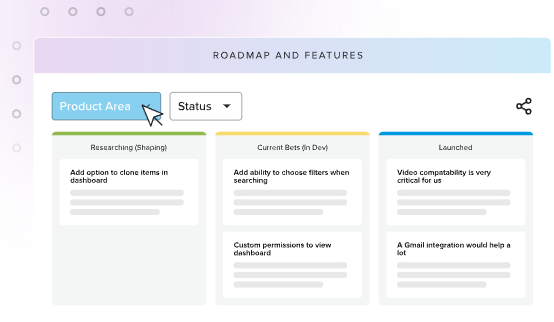 ROADMAP AND FEATURES
Product Area
Status
Researching (Shaping)
Add option to clone items in
dashboard
Current Bets (In Dev)
Add ability to choose filters when
searching
Custom permissions to view
dashboard
Launched
Video compatability is very
critical for us
A Gmail integration would help a
lot